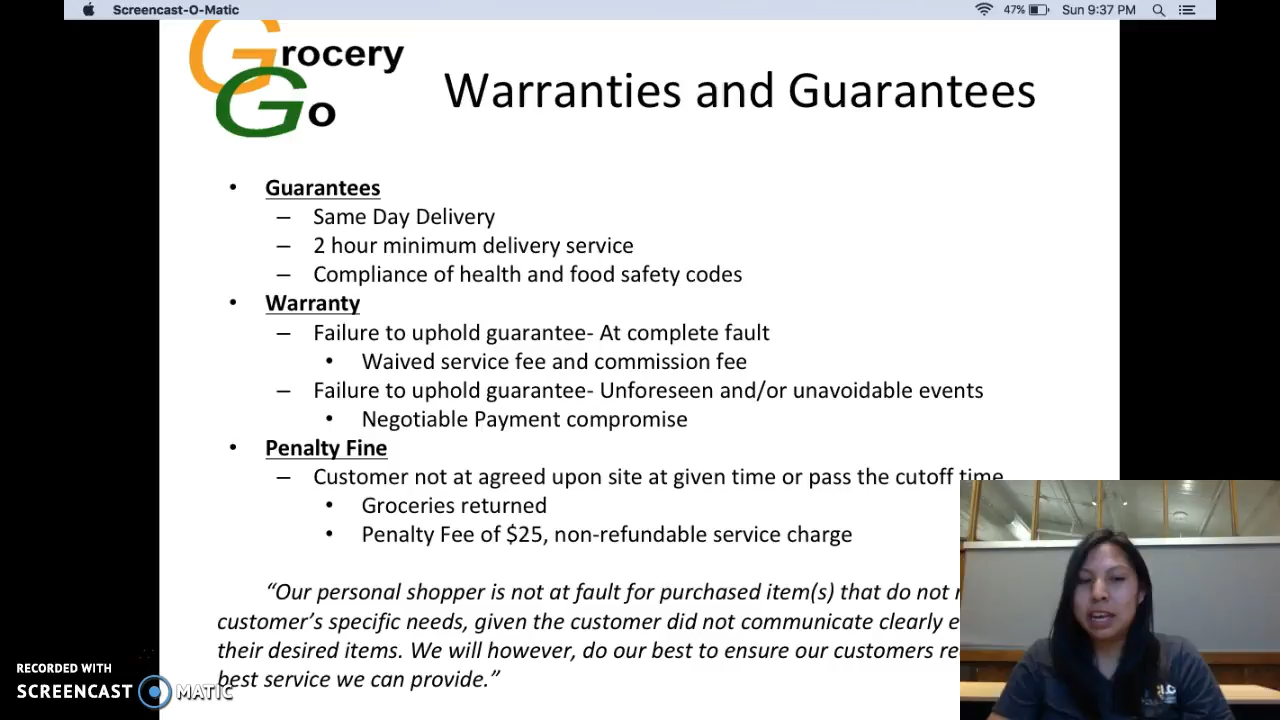 Screencast-O-Matic 47% Sun 9:37 PM
Grocery
Go
Warranties and Guarantees
• Guarantees
– Same Day Delivery
– 2 hour minimum delivery service
– Compliance of health and food safety codes
• Warranty
– Failure to uphold guarantee- At complete fault
• Waived service fee and commission fee
– Failure to uphold guarantee- Unforeseen and/or unavoidable events
• Negotiable Payment compromise
• Penalty Fine
– Customer not at agreed upon site at given time or pass the cutoff time
• Groceries returned
• Penalty Fee of $25, non-refundable service charge
“Our personal shopper is not at fault for purchased item(s) that do not
customer’s specific needs, given the customer did not communicate clearly
their desired items. We will however, do our best to ensure our customers
best service we can provide.”
RECORDED WITH
SCREENCAST MATIC